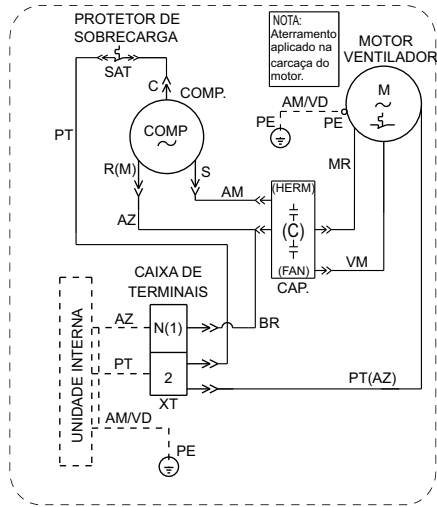 PROTETOR DE
SOBRECARGA
SAT
NOTA:
Aterramento
aplicado na
carcaça do
motor.
MOTOR
VENTILADOR
M
C
COMP.
COMP
AM/VD
PE
PE
PT
R(M)
S
MR
AM
(HERM)
(C)
(FAN)
CAP.
AZ
VM
CAIXA DE
TERMINAIS
UNIDADE INTERNA
AZ
N(1)
BR
PT
2
XT
PT(AZ)
AM/VD
PE